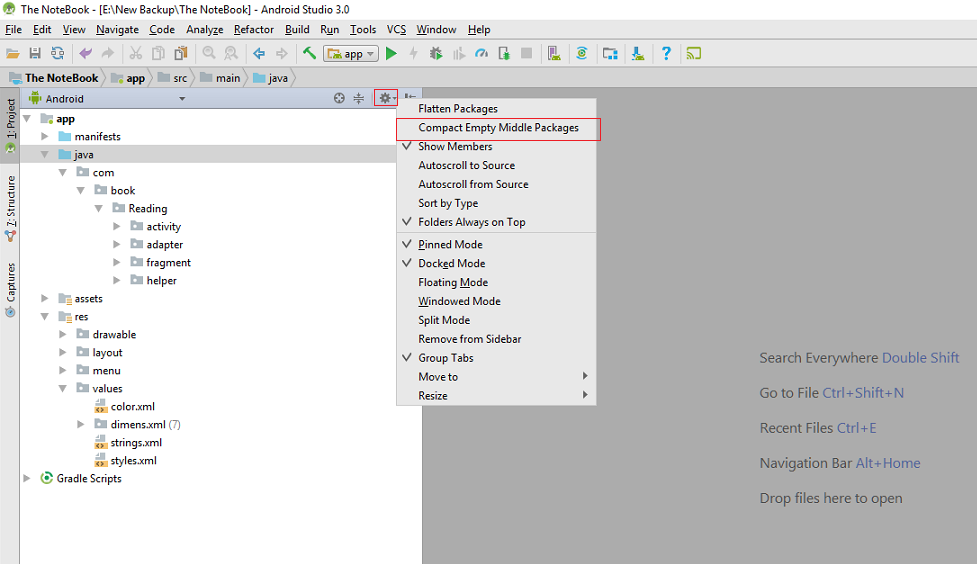 The NoteBook - [E:\New Backup\The NoteBook] - Android Studio 3.0
File Edit View Navigate Code Analyze Refactor Build Run Tools VCS Window Help
app
The NoteBook app src main java
1: Project
Android
app
manifests
java
com
book
Reading
activity
adapter
fragment
helper
assets
res
drawable
layout
menu
values
color.xml
dimens.xml (7)
strings.xml
styles.xml
Gradle Scripts
Z: Structure
Captures
Flatten Packages
Compact Empty Middle Packages
Show Members
Autoscroll to Source
Autoscroll from Source
Sort by Type
Folders Always on Top
Pinned Mode
Docked Mode
Floating Mode
Windowed Mode
Split Mode
Remove from Sidebar
Group Tabs
Move to
Resize
Search Everywhere Double Shift
Go to File Ctrl+Shift+N
Recent Files Ctrl+E
Navigation Bar Alt+Home
Drop files here to open